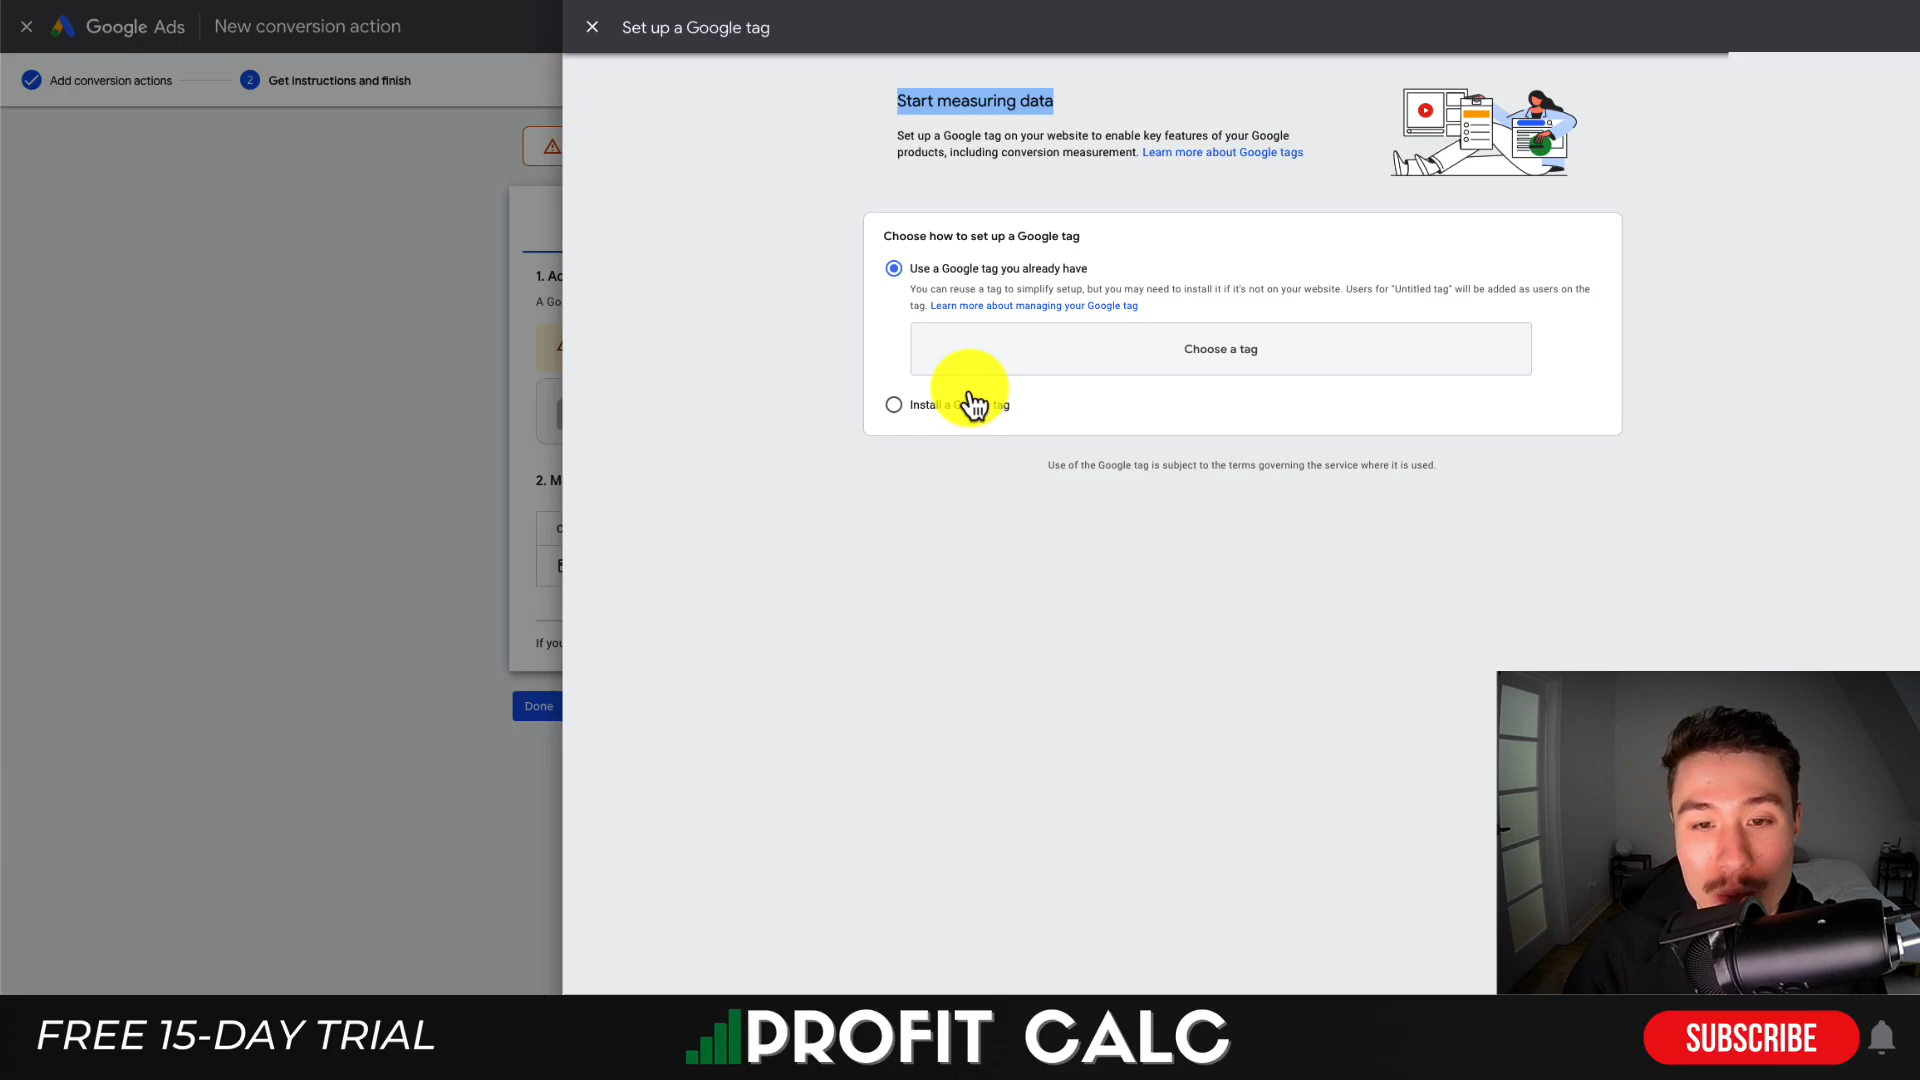 Google Ads
New conversion action
Set up a Google tag
Add conversion actions
2
Get instructions and finish
Start measuring data
Set up a Google tag on your website to enable key features of your Google
products, including conversion measurement. Learn more about Google tags
Choose how to set up a Google tag
Use a Google tag you already have
You can reuse a tag to simplify setup, but you may need to install it if it's not on your website. Users for "Untitled tag" will be added as users on the
tag. Learn more about managing your Google tag
Choose a tag
Install a tag
Use of the Google tag is subject to the terms governing the service where it is used.
1.
A
2.
If
Done
FREE 15-DAY TRIAL
PROFIT CALC
SUBSCRIBE